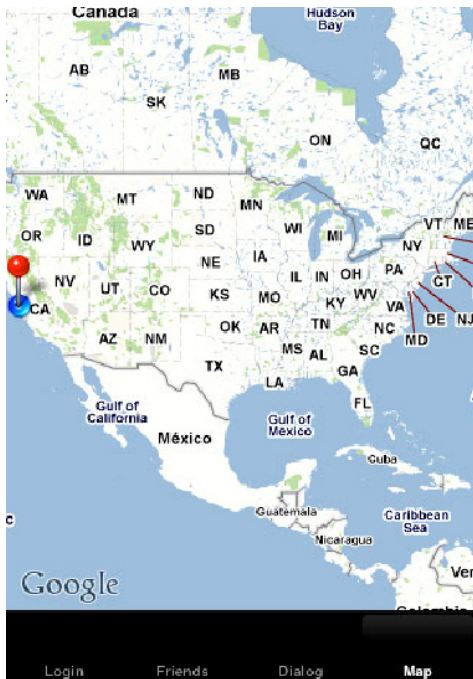 Canada
Hudson
Bay
AB
MB
SK
ON
QC
WA
MT
ND
MN
VT
ME
OR
ID
WY
SD
WI
MI
NY
NV
UT
CO
NE
IA
IL
IN
OH
PA
CT
CA
KS
MO
KY
WV
VA
DE
NJ
AZ
NM
OK
AR
TN
NC
MD
TX
MS
AL
SC
GA
LA
FL
Gulf of
California
Gulf of
México
México
Cuba
Guatemala
Caribbean
Sea
Nicaragua
Google
Login
Friends
Dialog
Map